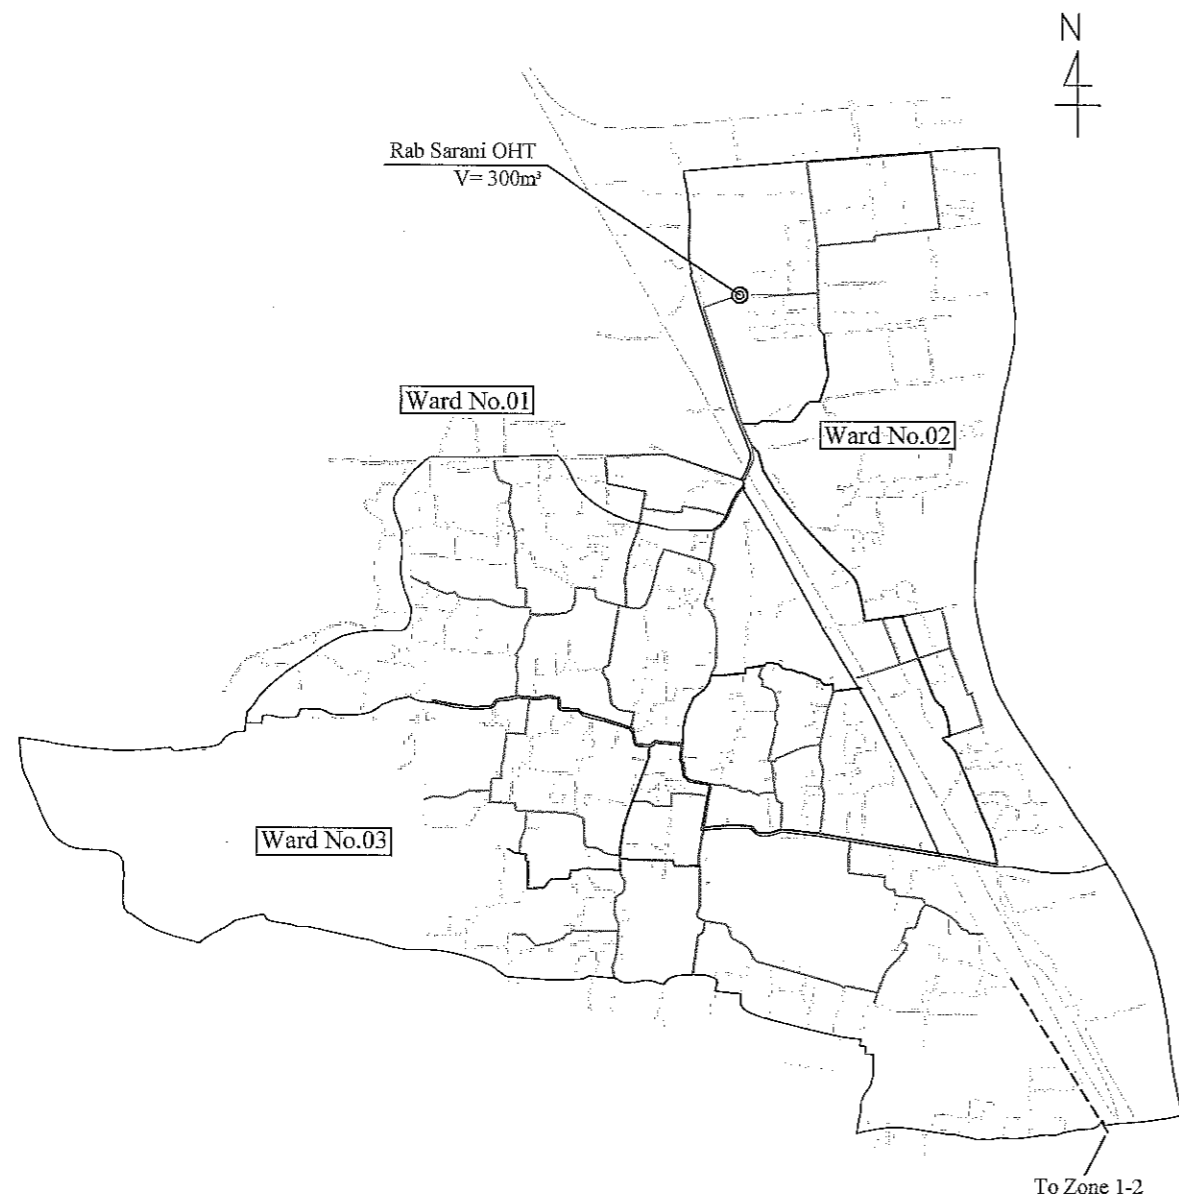 N
Rab Sarani OHT
V= 300m³
Ward No.01
Ward No.02
Ward No.03
To Zone 1-2